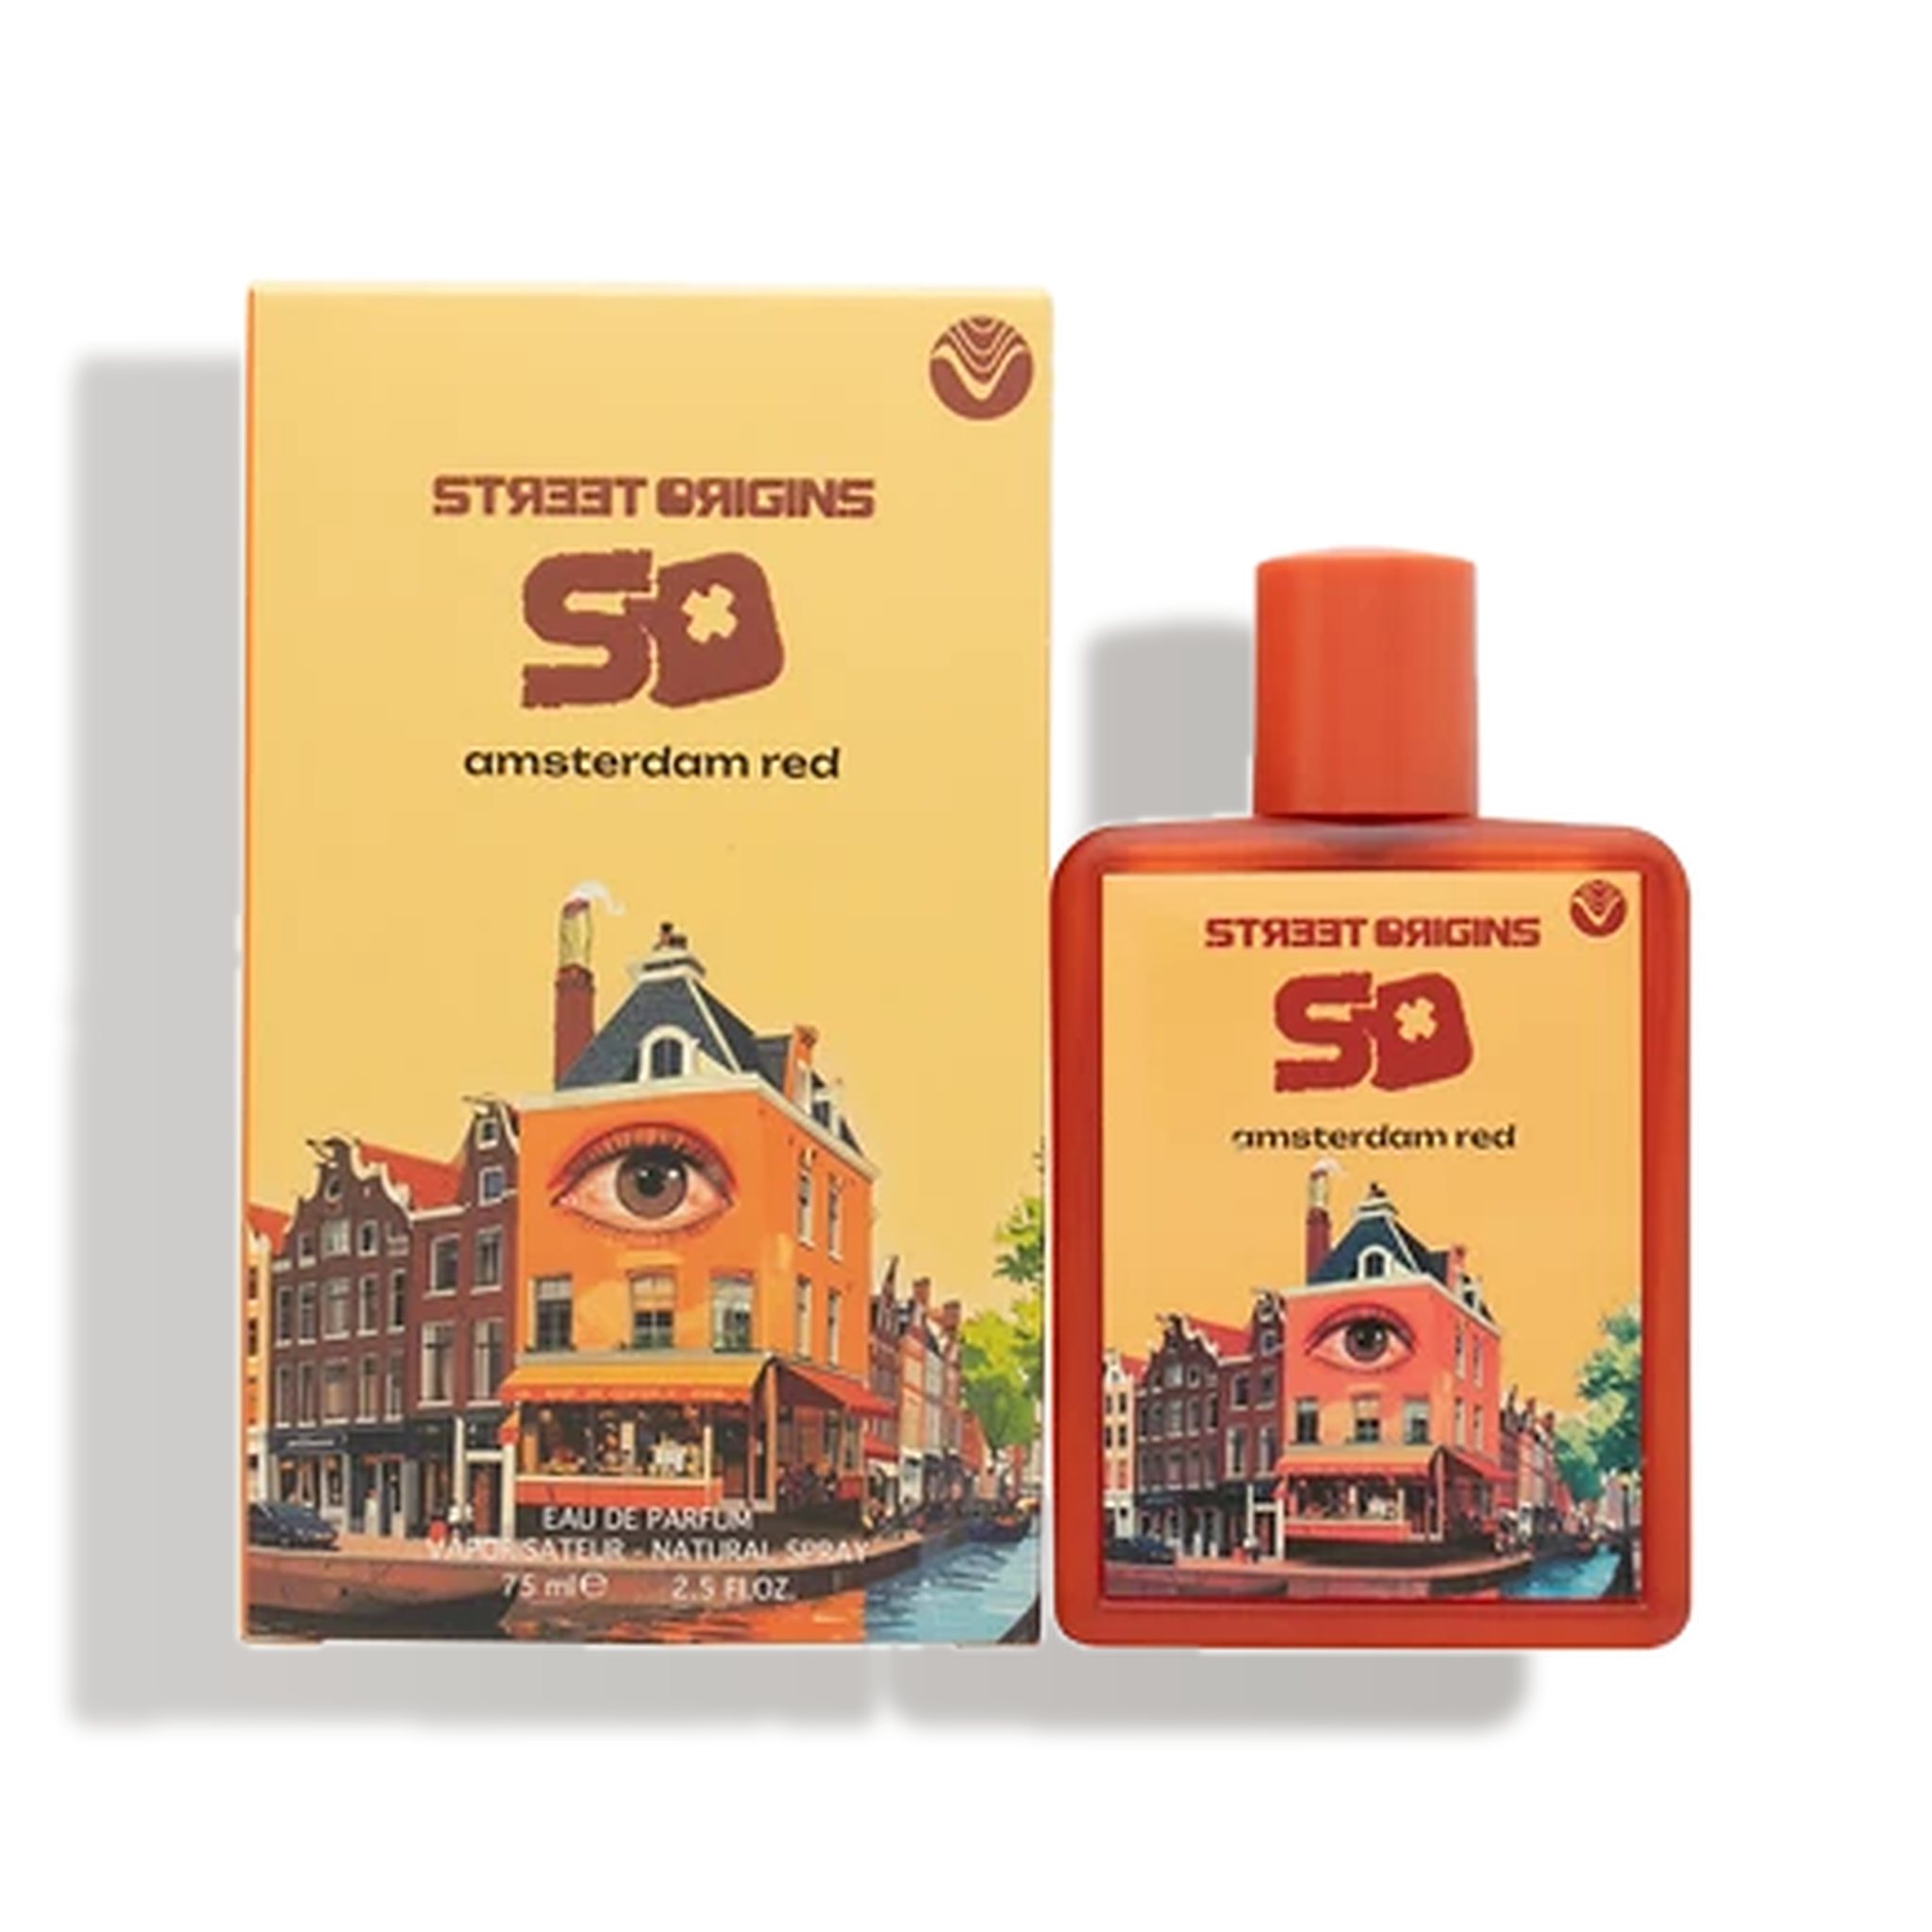 STREET ORIGINS
SO
amsterdam red
EAU DE PARFUM
VAPORISATEUR - NATURAL SPRAY
75 ml ℮ 2.5 FL.OZ.
STREET ORIGINS
SO
amsterdam red